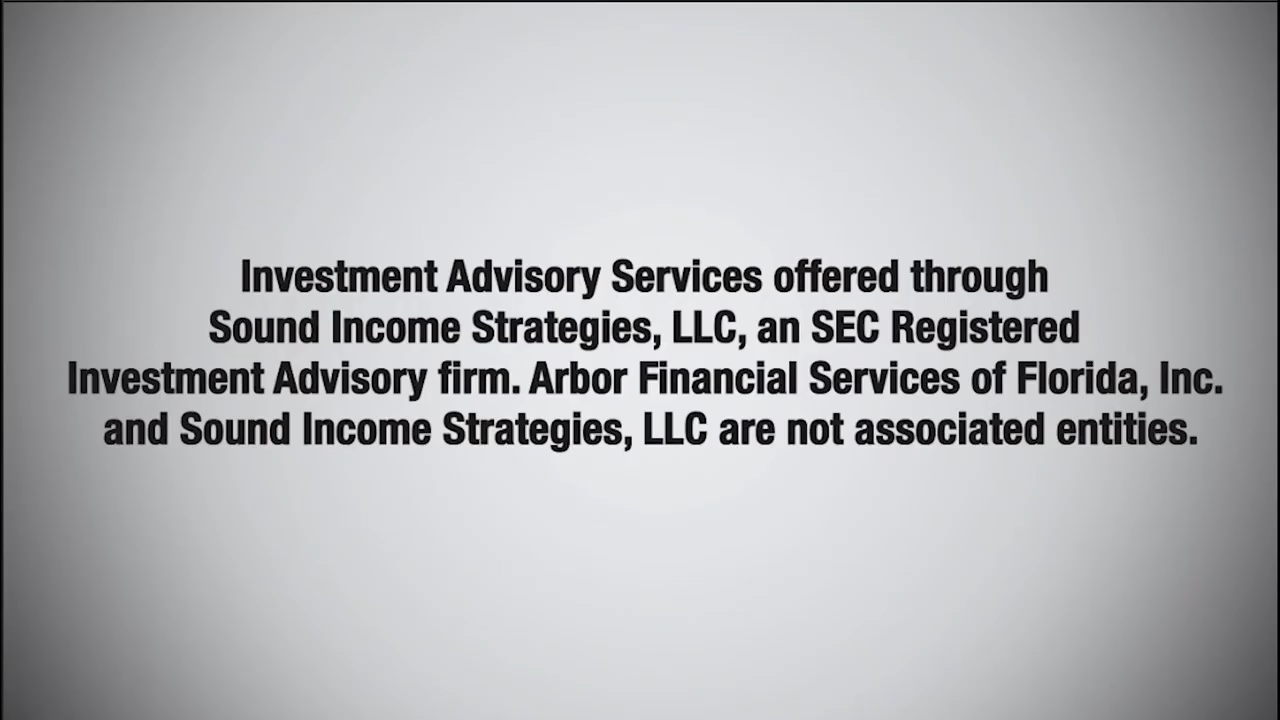 Investment Advisory Services offered through
Sound Income Strategies, LLC, an SEC Registered
Investment Advisory firm. Arbor Financial Services of Florida, Inc.
and Sound Income Strategies, LLC are not associated entities.